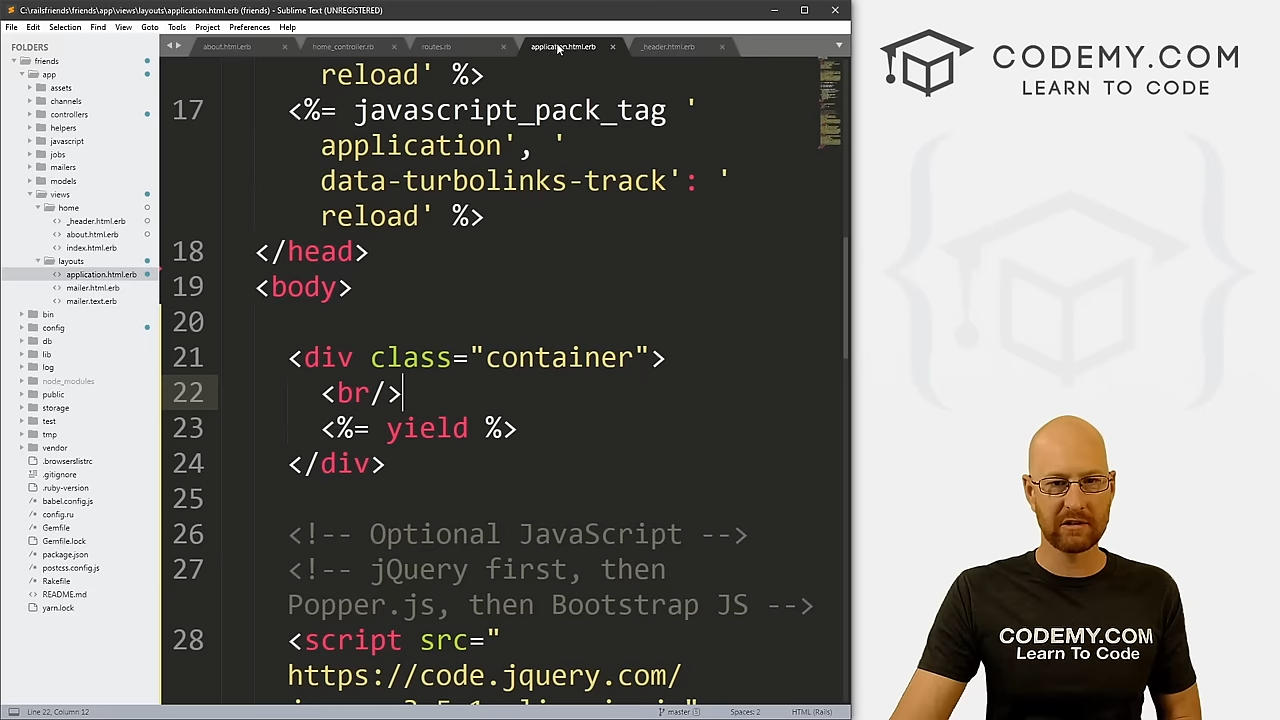 C:\railsfriends\friends\app\views\layouts\application.html.erb (friends) - Sublime Text (UNREGISTERED)
File Edit Selection Find View Goto Tools Project Preferences Help
FOLDERS
friends
app
assets
channels
controllers
helpers
javascript
jobs
mailers
models
views
home
_header.html.erb
about.html.erb
index.html.erb
layouts
application.html.erb
mailer.html.erb
mailer.text.erb
bin
config
db
lib
log
node_modules
public
storage
test
tmp
vendor
.browserslistrc
.gitignore
.ruby-version
babel.config.js
config.ru
Gemfile
Gemfile.lock
package.json
postcss.config.js
Rakefile
README.md
yarn.lock
about.html.erb home_controller.rb routes.rb application.html.erb _header.html.erb
reload' %>
17 <%= javascript_pack_tag '
application', '
data-turbolinks-track': '
reload' %>
18 </head>
19 <body>
20
21 <div class="container">
22 <br/>
23 <%= yield %>
24 </div>
25
26 <!-- Optional JavaScript -->
27 <!-- jQuery first, then
Popper.js, then Bootstrap JS -->
28 <script src="
https://code.jquery.com/
Line 22, Column 12 master Spaces: 2 HTML (Rails)
CODEMY.COM
LEARN TO CODE
CODEMY.COM
Learn To Code